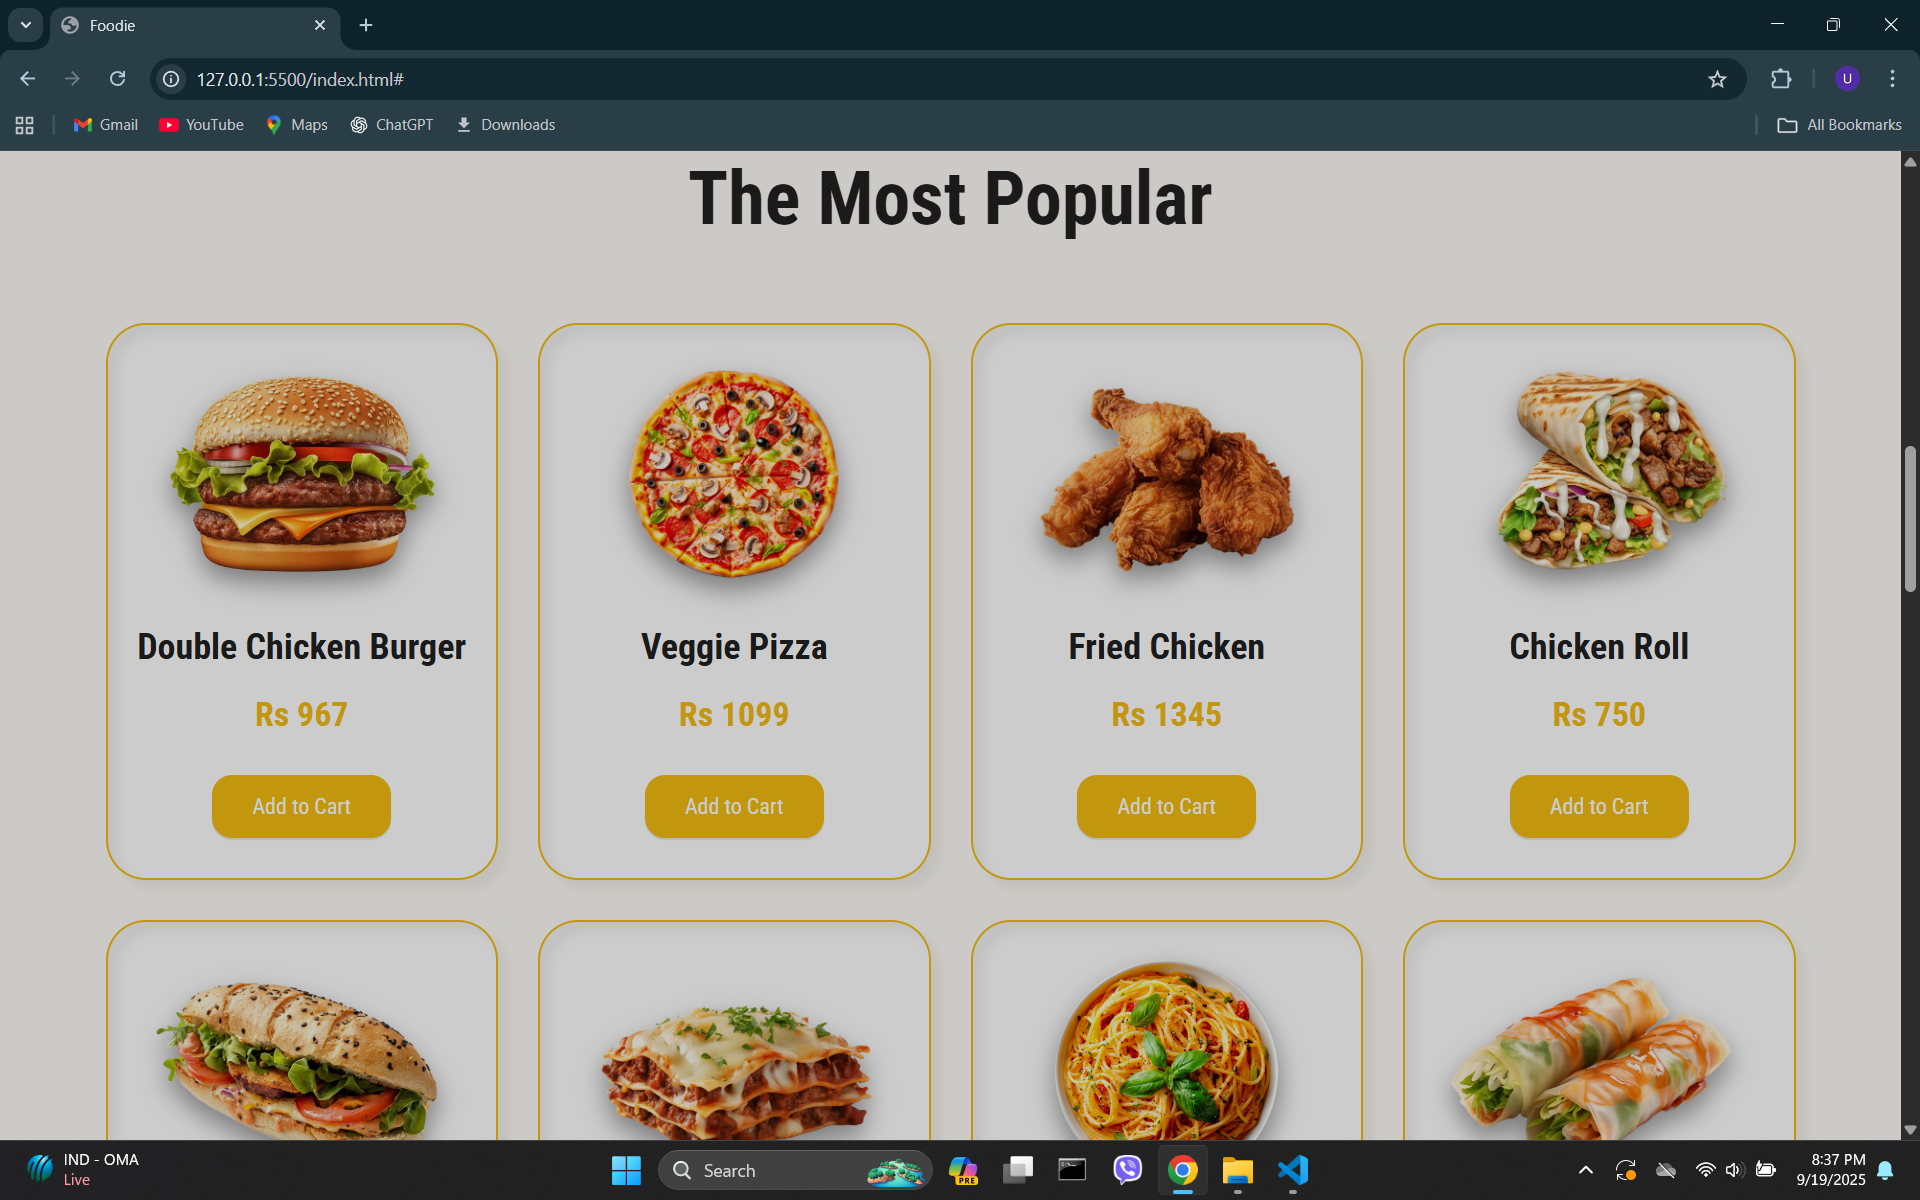 Foodie
127.0.0.1:5500/index.html#
U
Gmail YouTube Maps ChatGPT Downloads All Bookmarks
The Most Popular
Double Chicken Burger Veggie Pizza Fried Chicken Chicken Roll
Rs 967 Rs 1099 Rs 1345 Rs 750
Add to Cart Add to Cart Add to Cart Add to Cart
IND - OMA
Live
Search
PRE
8:37 PM
9/19/2025